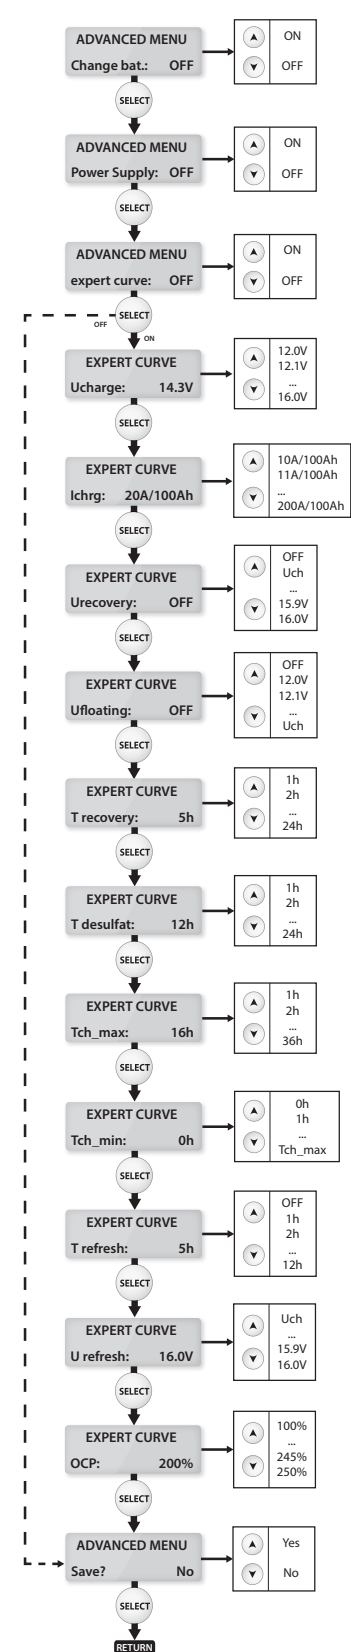 ADVANCED MENU
Change bat.: OFF
ON
OFF
SELECT
ADVANCED MENU
Power Supply: OFF
ON
OFF
SELECT
ADVANCED MENU
expert curve: OFF
ON
OFF
SELECT
OFF
ON
EXPERT CURVE
Ucharge: 14.3V
12.0V
12.1V
...
16.0V
SELECT
EXPERT CURVE
Ichrg: 20A/100Ah
10A/100Ah
11A/100Ah
...
200A/100Ah
SELECT
EXPERT CURVE
Urecovery: OFF
OFF
Uch
...
15.9V
16.0V
SELECT
EXPERT CURVE
Ufloating: OFF
OFF
12.0V
12.1V
...
Uch
SELECT
EXPERT CURVE
T recovery: 5h
1h
2h
...
24h
SELECT
EXPERT CURVE
T desulfat: 12h
1h
2h
...
24h
SELECT
EXPERT CURVE
Tch_max: 16h
1h
2h
...
36h
SELECT
EXPERT CURVE
Tch_min: 0h
0h
1h
...
Tch_max
SELECT
EXPERT CURVE
T refresh: 5h
OFF
1h
2h
...
12h
SELECT
EXPERT CURVE
U refresh: 16.0V
Uch
...
15.9V
16.0V
SELECT
EXPERT CURVE
OCP: 200%
100%
...
245%
250%
SELECT
ADVANCED MENU
Save? No
Yes
No
SELECT
RETURN